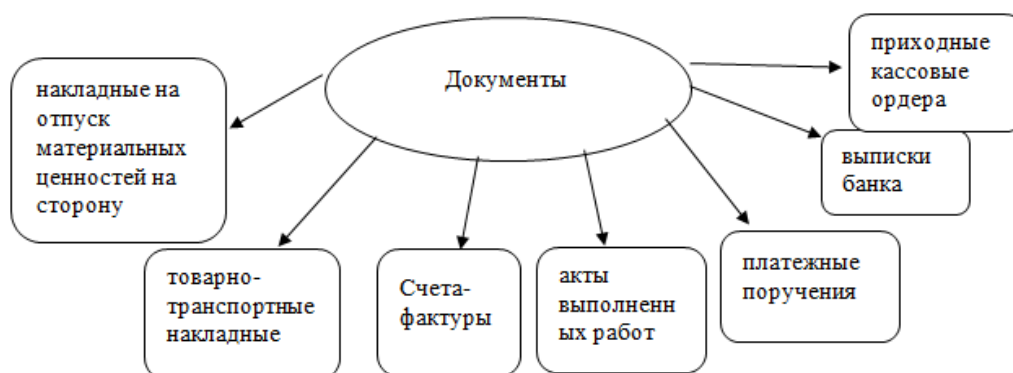 Документы
накладные на
отпуск
материальных
ценностей на
сторону
товарно-
транспортные
накладные
Счета-
фактуры
акты
выполненн
ых работ
платежные
поручения
выписки
банка
приходные
кассовые
ордера